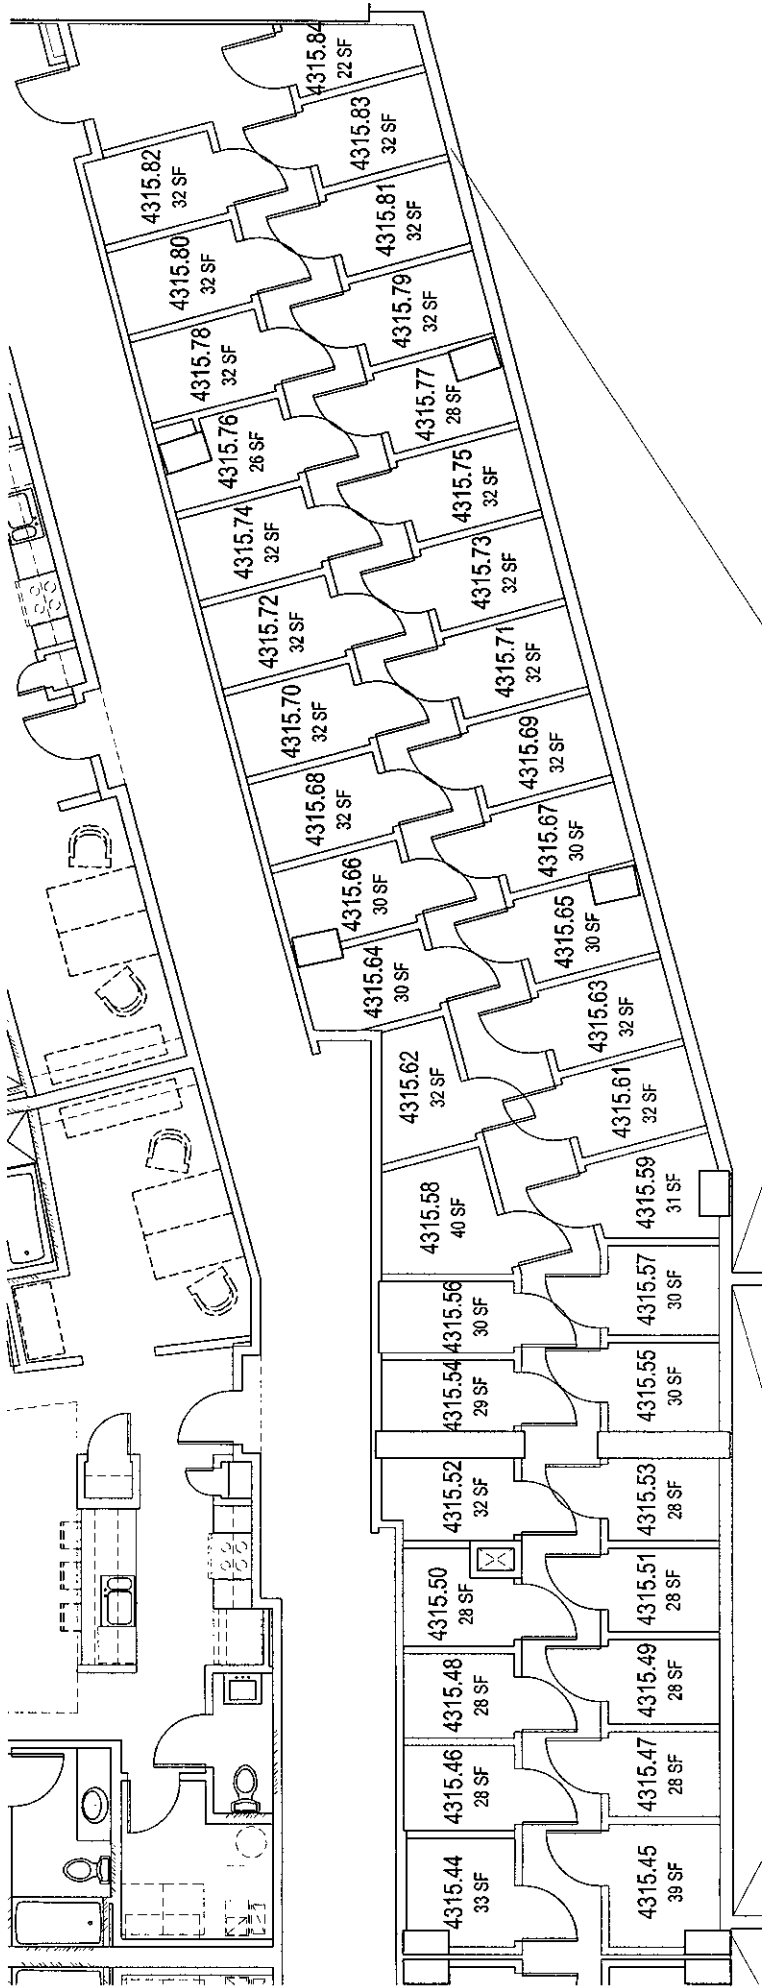 4315.84
22 SF
4315.83
32 SF
4315.82
32 SF
4315.81
32 SF
4315.80
32 SF
4315.79
32 SF
4315.78
32 SF
4315.77
28 SF
4315.76
26 SF
4315.75
32 SF
4315.74
32 SF
4315.73
32 SF
4315.72
32 SF
4315.71
32 SF
4315.70
32 SF
4315.69
32 SF
4315.68
32 SF
4315.67
30 SF
4315.66
30 SF
4315.65
30 SF
4315.64
30 SF
4315.63
32 SF
4315.62
32 SF
4315.61
32 SF
4315.58
40 SF
4315.59
31 SF
4315.56
30 SF
4315.57
30 SF
4315.54
29 SF
4315.55
30 SF
4315.52
32 SF
4315.53
28 SF
4315.50
28 SF
4315.51
28 SF
4315.48
28 SF
4315.49
28 SF
4315.46
28 SF
4315.47
28 SF
4315.44
33 SF
4315.45
39 SF